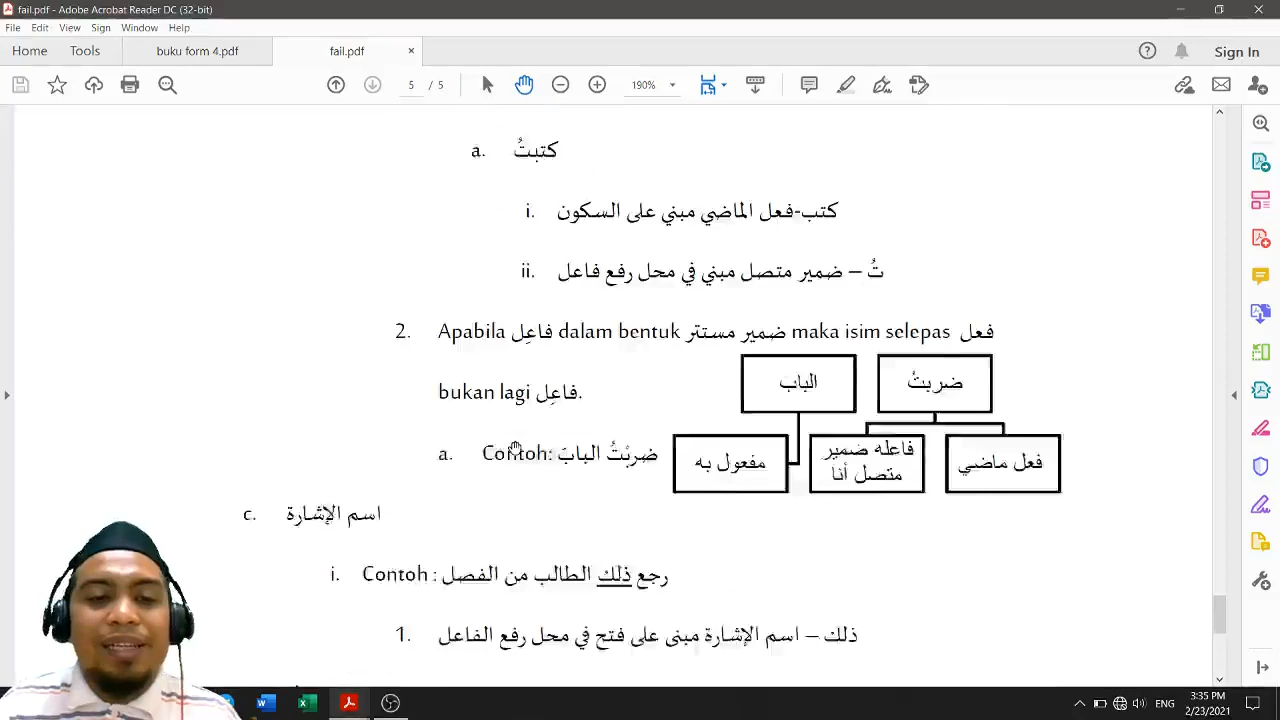 fail.pdf - Adobe Acrobat Reader DC (32-bit)
File Edit View Sign Window Help
Home Tools buku form 4.pdf fail.pdf × Sign In
5 / 5 190%
a. كتبتُ
i. كتب-فعل الماضي مبني على السكون
ii. تُ – ضمير متصل مبني في محل رفع فاعل
2. Apabila فاعِل dalam bentuk ضمير مستتر maka isim selepas فعل
bukan lagi فاعِل.
a. Contoh: ضربْتُ البابَ
ضربتُ
الباب
فعل ماضي
فاعله ضمير
متصل أنا
مفعول به
c. اسم الإشارة
i. Contoh : رجع ذلك الطالب من الفصل
1. ذلك – اسم الإشارة مبنى على فتح في محل رفع الفاعل
ENG
3:35 PM
2/23/2021